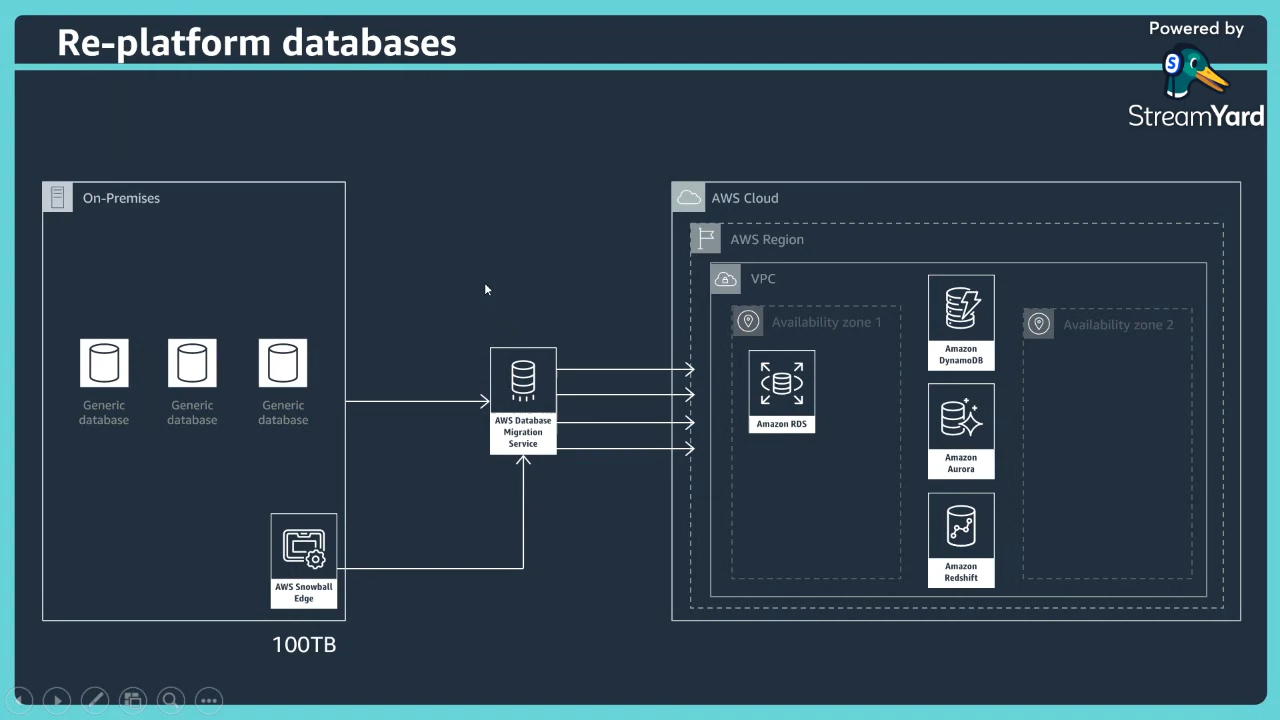 Re-platform databases
Powered by
S
StreamYard
On-Premises
Generic
database
Generic
database
Generic
database
AWS Snowball
Edge
100TB
AWS Database
Migration
Service
AWS Cloud
AWS Region
VPC
Availability zone 1
Amazon RDS
Amazon
DynamoDB
Amazon
Aurora
Amazon
Redshift
Availability zone 2